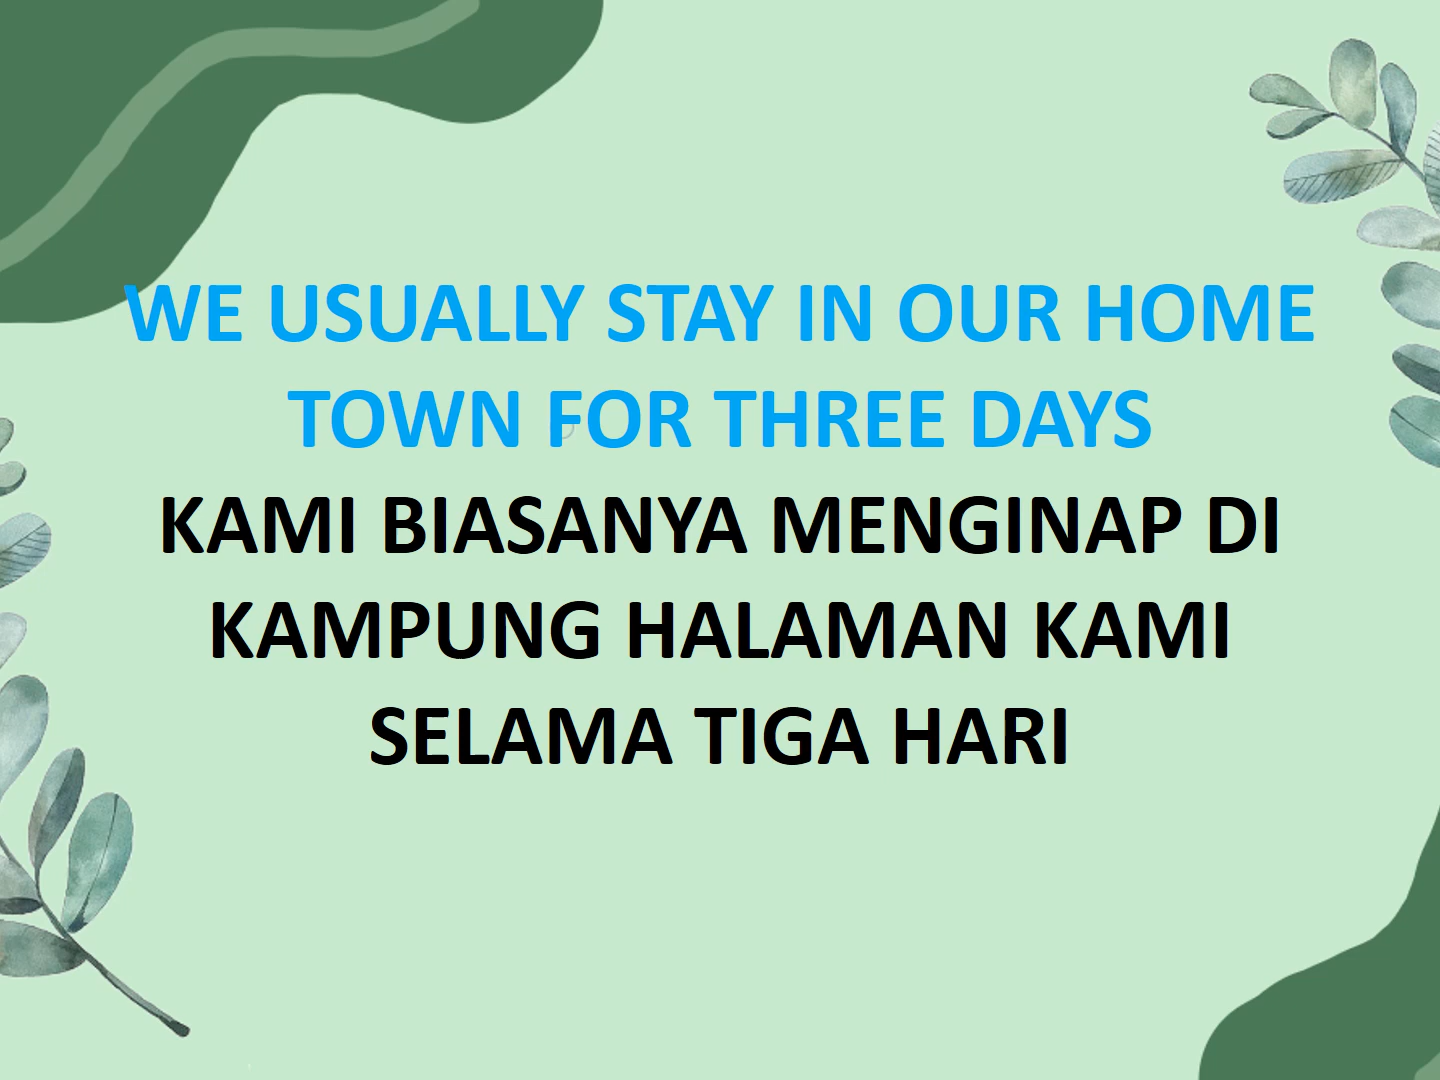 WE USUALLY STAY IN OUR HOME
TOWN FOR THREE DAYS
KAMI BIASANYA MENGINAP DI
KAMPUNG HALAMAN KAMI
SELAMA TIGA HARI